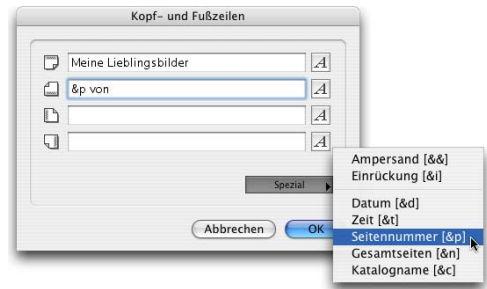 Kopf- und Fußzeilen
Meine Lieblingsbilder
A
&p von
A
A
A
Spezial
Abbrechen
OK
Ampersand [&&]
Einrückung [&i]
Datum [&d]
Zeit [&t]
Seitennummer [&p]
Gesamtseiten [&n]
Katalogname [&c]